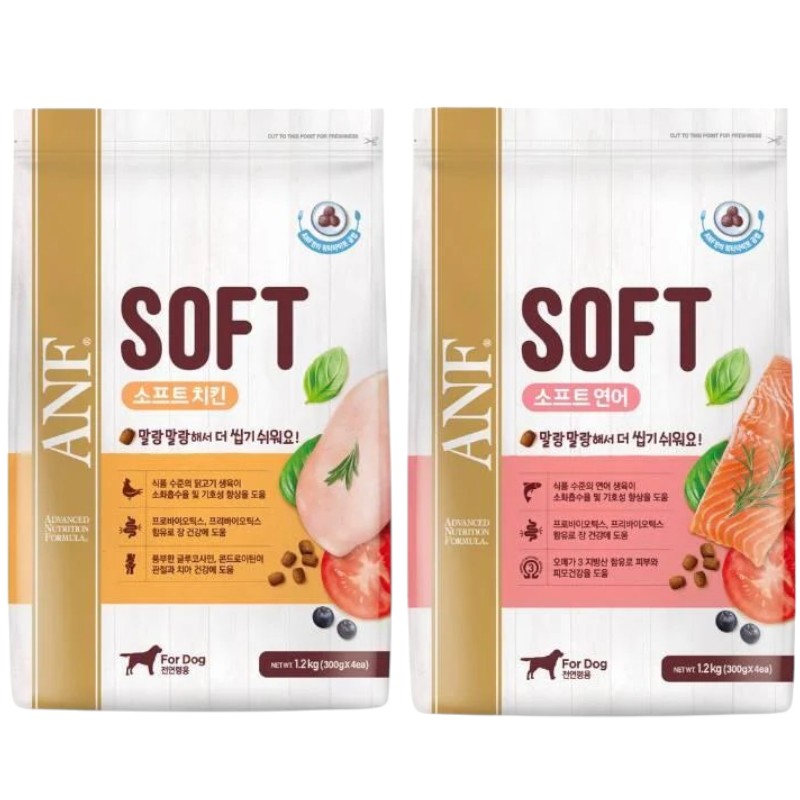 CUT TO THIS POINT FOR FRESHNESS
ANF®
SOFT
소프트 치킨
말랑말랑해서 더 씹기 쉬워요!
식품 수준의 닭고기 생육이
소화흡수율 및 기호성 향상을 도움
프로바이오틱스, 프리바이오틱스
함유로 장 건강에 도움
풍부한 글루코사민, 콘드로이틴이
관절과 치아 건강에 도움
ADVANCED
NUTRITION
FORMULA™
For Dog
전연령용
NET WT. 1.2kg (300gX4ea)
CUT TO THIS POINT FOR FRESHNESS
ANF®
SOFT
소프트 연어
말랑말랑해서 더 씹기 쉬워요!
식품 수준의 연어 생육이
소화흡수율 및 기호성 향상을 도움
프로바이오틱스, 프리바이오틱스
함유로 장 건강에 도움
3
오메가 3 지방산 함유로 피부와
피모건강을 도움
ADVANCED
NUTRITION
FORMULA™
For Dog
전연령용
NET WT. 1.2kg (300gX4ea)